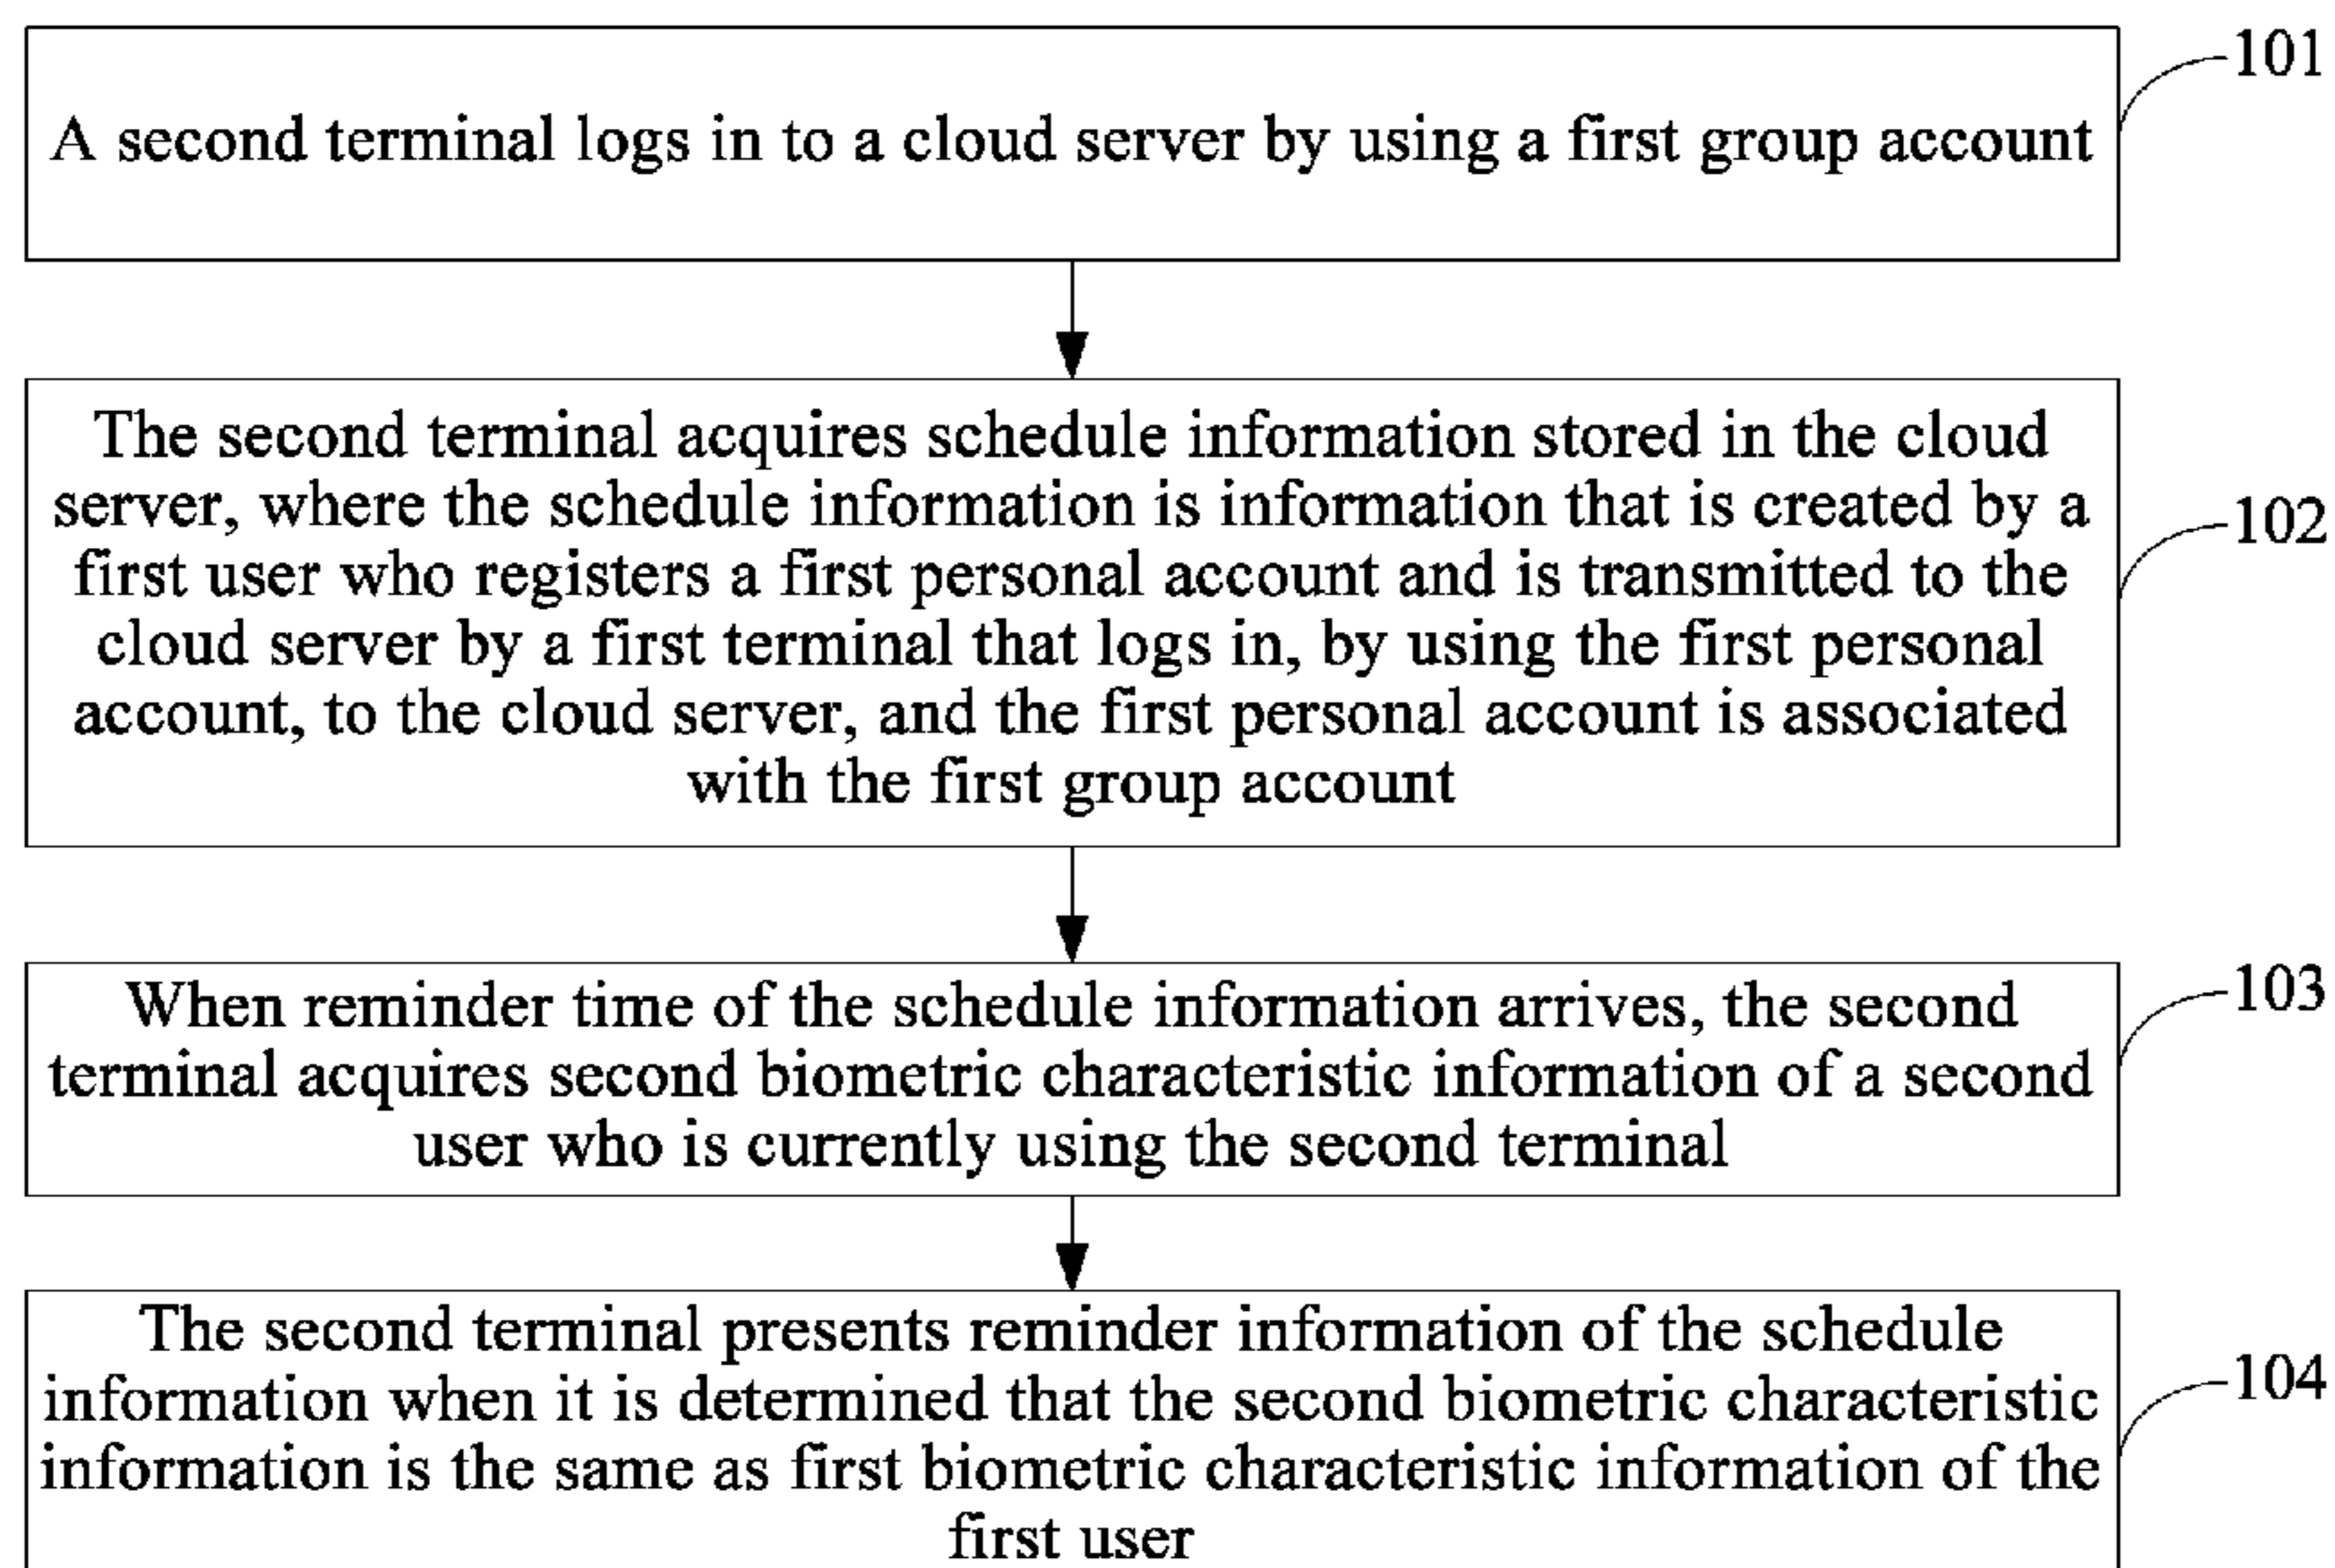 101
A second terminal logs in to a cloud server by using a first group account
The second terminal acquires schedule information stored in the cloud
server, where the schedule information is information that is created by a
first user who registers a first personal account and is transmitted to the
cloud server by a first terminal that logs in, by using the first personal
account, to the cloud server, and the first personal account is associated
with the first group account
102
When reminder time of the schedule information arrives, the second
terminal acquires second biometric characteristic information of a second
user who is currently using the second terminal
103
The second terminal presents reminder information of the schedule
information when it is determined that the second biometric characteristic
information is the same as first biometric characteristic information of the
first user
104